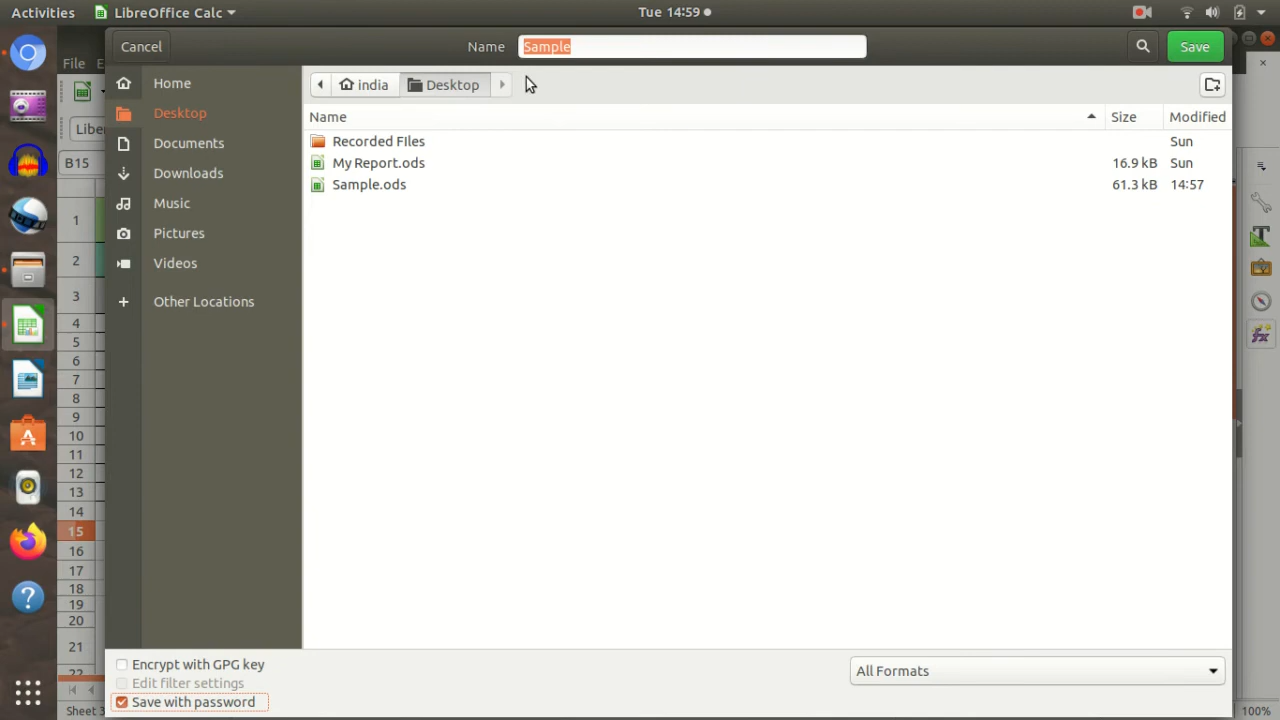 Activities LibreOffice Calc Tue 14:59
Cancel Name Sample Save
File E
india Desktop
Liber
B15
Home
Desktop
Documents
Downloads
Music
Pictures
Videos
Other Locations
Name Size Modified
Recorded FIles Sun
My Report.ods 16.9 kB Sun
Sample.ods 61.3 kB 14:57
1
2
3
4
5
6
7
8
9
10
11
12
13
14
15
16
17
18
19
20
21
22
Encrypt with GPG key
Edit filter settings
Save with password
All Formats
Sheet 3 100%